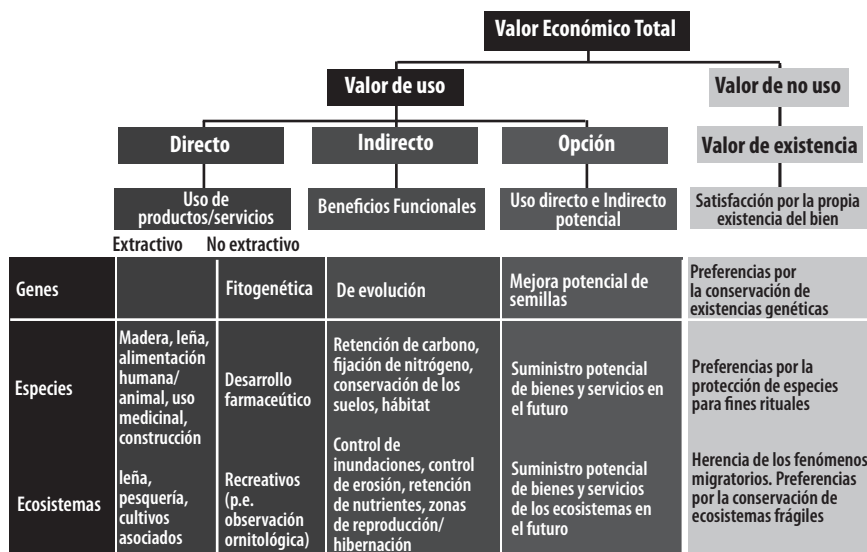 Valor Económico Total
Valor de uso
Valor de no uso
Directo
Indirecto
Opción
Valor de existencia
Uso de
productos/servicios
Beneficios Funcionales
Uso directo e Indirecto
potencial
Satisfacción por la propia
existencia del bien
Extractivo
No extractivo
Genes
Fitogenética
De evolución
Mejora potencial de
semillas
Preferencias por
la conservación de
existencias genéticas
Especies
Madera, leña,
alimentación
humana/
animal, uso
medicinal,
construcción
Desarrollo
farmaceútico
Retención de carbono,
fijación de nitrógeno,
conservación de los
suelos, hábitat
Suministro potencial
de bienes y servicios en
el futuro
Preferencias por la
protección de especies
para fines rituales
Ecosistemas
leña,
pesquería,
cultivos
asociados
Recreativos
(p.e.
observación
ornitológica)
Control de
inundaciones, control
de erosión, retención
de nutrientes, zonas
de reproducción/
hibernación
Suministro potencial
de bienes y servicios
de los ecosistemas en
el futuro
Herencia de los fenómenos
migratorios. Preferencias
por la conservación de
ecosistemas frágiles